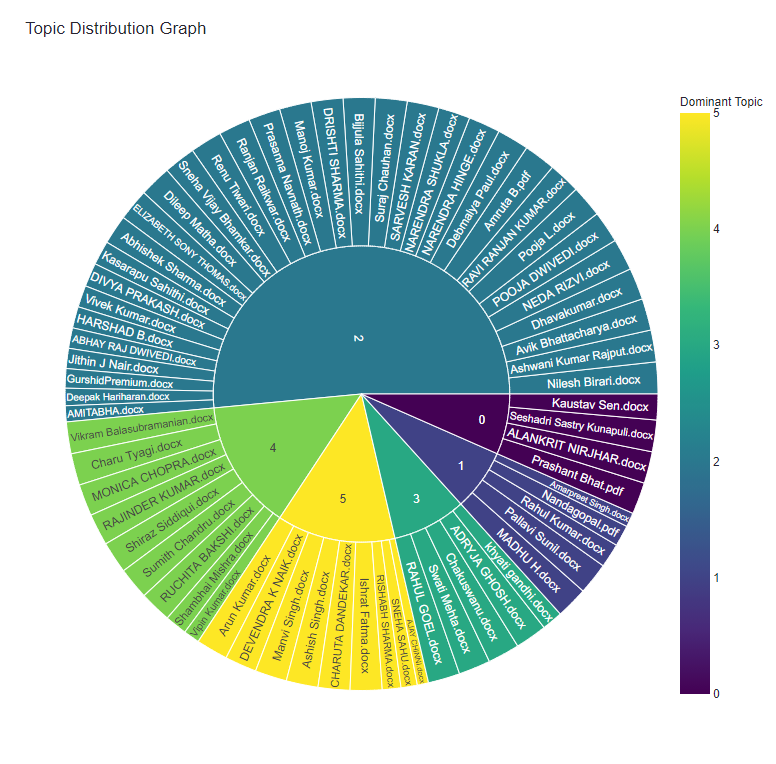 Topic Distribution Graph
Dominant Topic
5
4
3
2
1
0
2
Nilesh Birari.docx
Ashwani Kumar Rajput.docx
Avik Bhattacharya.docx
Dhavakumar.docx
NEDA RIZVI.docx
POOJA DWIVEDI.docx
Pooja L.docx
RAVI RANJAN KUMAR.docx
Amruta B.pdf
Debmalya Paul.docx
NARENDRA HINGE.docx
NARENDRA SHUKLA.docx
SARVESH KARAN.docx
Suraj Chauhan.docx
Bijjula Sahithi.docx
DRISHTI SHARMA.docx
Manoj Kumar.docx
Prasanna Navnath.docx
Ranjan Raikwar.docx
Renu Tiwari.docx
Sneha Vijay Bhamkar.docx
Dileep Matha.docx
ELIZABETH SONY THOMAS.docx
Abhishek Sharma.docx
Kasarapu Sahithi.docx
DIVYA PRAKASH.docx
Vivek Kumar.docx
HARSHAD B.docx
ABHAY RAJ DWIVEDI.docx
Jithin J Nair.docx
GurshidPremium.docx
Deepak Hariharan.docx
AMITABHA.docx
4
Vikram Balasubramanian.docx
Charu Tyagi.docx
MONICA CHOPRA.docx
RAJINDER KUMAR.docx
Shiraz Siddiqui.docx
Sumith Chandru.docx
RUCHITA BAKSHI.docx
Shambhai Mishra.docx
Vipin Kumar.docx
5
Arun Kumar.docx
DEVENDRA K NAIK.docx
Manvi Singh.docx
Ashish Singh.docx
CHARUTA DANDEKAR.docx
Ishrat Fatma.docx
RISHABH SHARMA.docx
SNEHA SAHU.docx
AJAY CHINNI.docx
3
RAHUL GOEL.docx
Swati Mehta.docx
Chakuswanu.docx
ADRYJA GHOSH.docx
khyati gandhi.docx
1
MADHU H.docx
Pallavi Sunil.docx
Rahul Kumar.docx
Nandagopal.pdf
Amarpreet Singh.docx
0
Prashant Bhat.pdf
ALANKRIT NIRJHAR.docx
Seshadri Sastry Kunapuli.docx
Kaustav Sen.docx